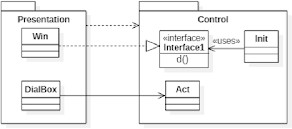 Presentation
Control
Win
«interface»
Interface1
d()
«uses»
Init
DialBox
Act